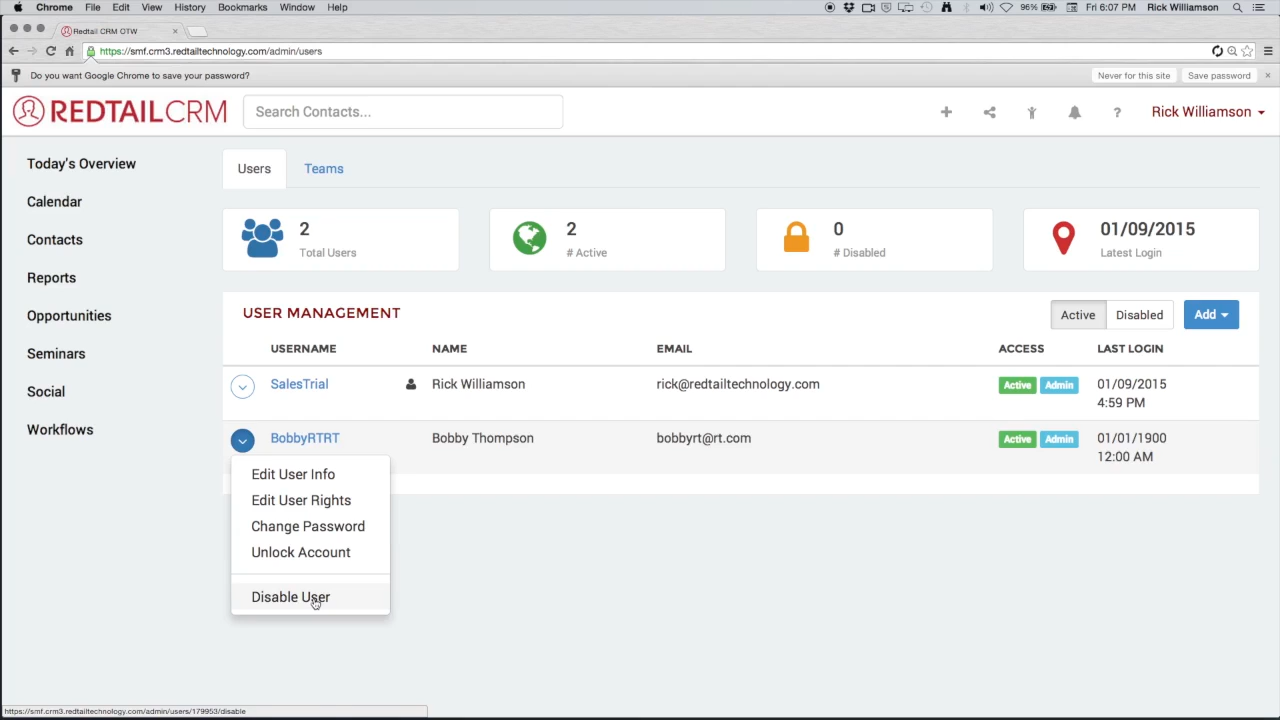 Chrome File Edit View History Bookmarks Window Help 96% Fri 6:07 PM Rick Williamson
Redtail CRM OTW
https://smf.crm3.redtailtechnology.com/admin/users
Do you want Google Chrome to save your password? Never for this site Save password
REDTAILCRM Search Contacts... Rick Williamson
Today's Overview
Calendar
Contacts
Reports
Opportunities
Seminars
Social
Workflows
Users Teams
2
Total Users
2
# Active
0
# Disabled
01/09/2015
Latest Login
USER MANAGEMENT Active Disabled Add
USERNAME NAME EMAIL ACCESS LAST LOGIN
SalesTrial Rick Williamson rick@redtailtechnology.com Active Admin 01/09/2015
4:59 PM
BobbyRTRT Bobby Thompson bobbyrt@rt.com Active Admin 01/01/1900
12:00 AM
Edit User Info
Edit User Rights
Change Password
Unlock Account
Disable User
https://smf.crm3.redtailtechnology.com/admin/users/179953/disable